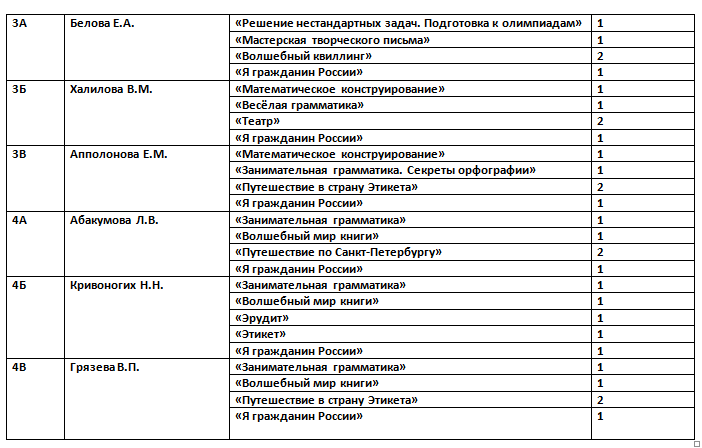 3А Белова Е.А. «Решение нестандартных задач. Подготовка к олимпиадам» 1
«Мастерская творческого письма» 1
«Волшебный квиллинг» 2
«Я гражданин России» 1
3Б Халилова В.М. «Математическое конструирование» 1
«Весёлая грамматика» 1
«Театр» 2
«Я гражданин России» 1
3В Апполонова Е.М. «Математическое конструирование» 1
«Занимательная грамматика. Секреты орфографии» 1
«Путешествие в страну Этикета» 2
«Я гражданин России» 1
4А Абакумова Л.В. «Занимательная грамматика» 1
«Волшебный мир книги» 1
«Путешествие по Санкт-Петербургу» 2
«Я гражданин России» 1
4Б Кривоногих Н.Н. «Занимательная грамматика» 1
«Волшебный мир книги» 1
«Эрудит» 1
«Этикет» 1
«Я гражданин России» 1
4В Грязева В.П. «Занимательная грамматика» 1
«Волшебный мир книги» 1
«Путешествие в страну Этикета» 2
«Я гражданин России» 1